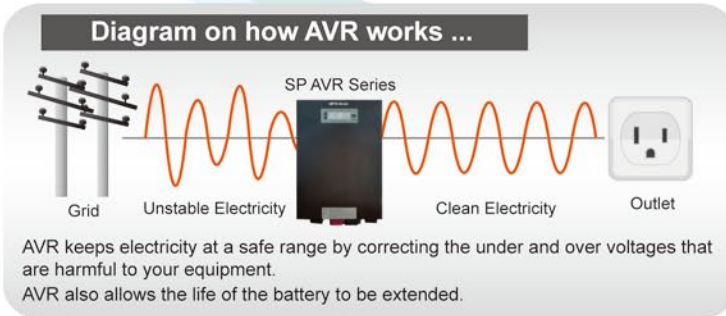 Diagram on how AVR works ...
SP AVR Series
Grid
Unstable Electricity
Clean Electricity
Outlet
AVR keeps electricity at a safe range by correcting the under and over voltages that
are harmful to your equipment.
AVR also allows the life of the battery to be extended.